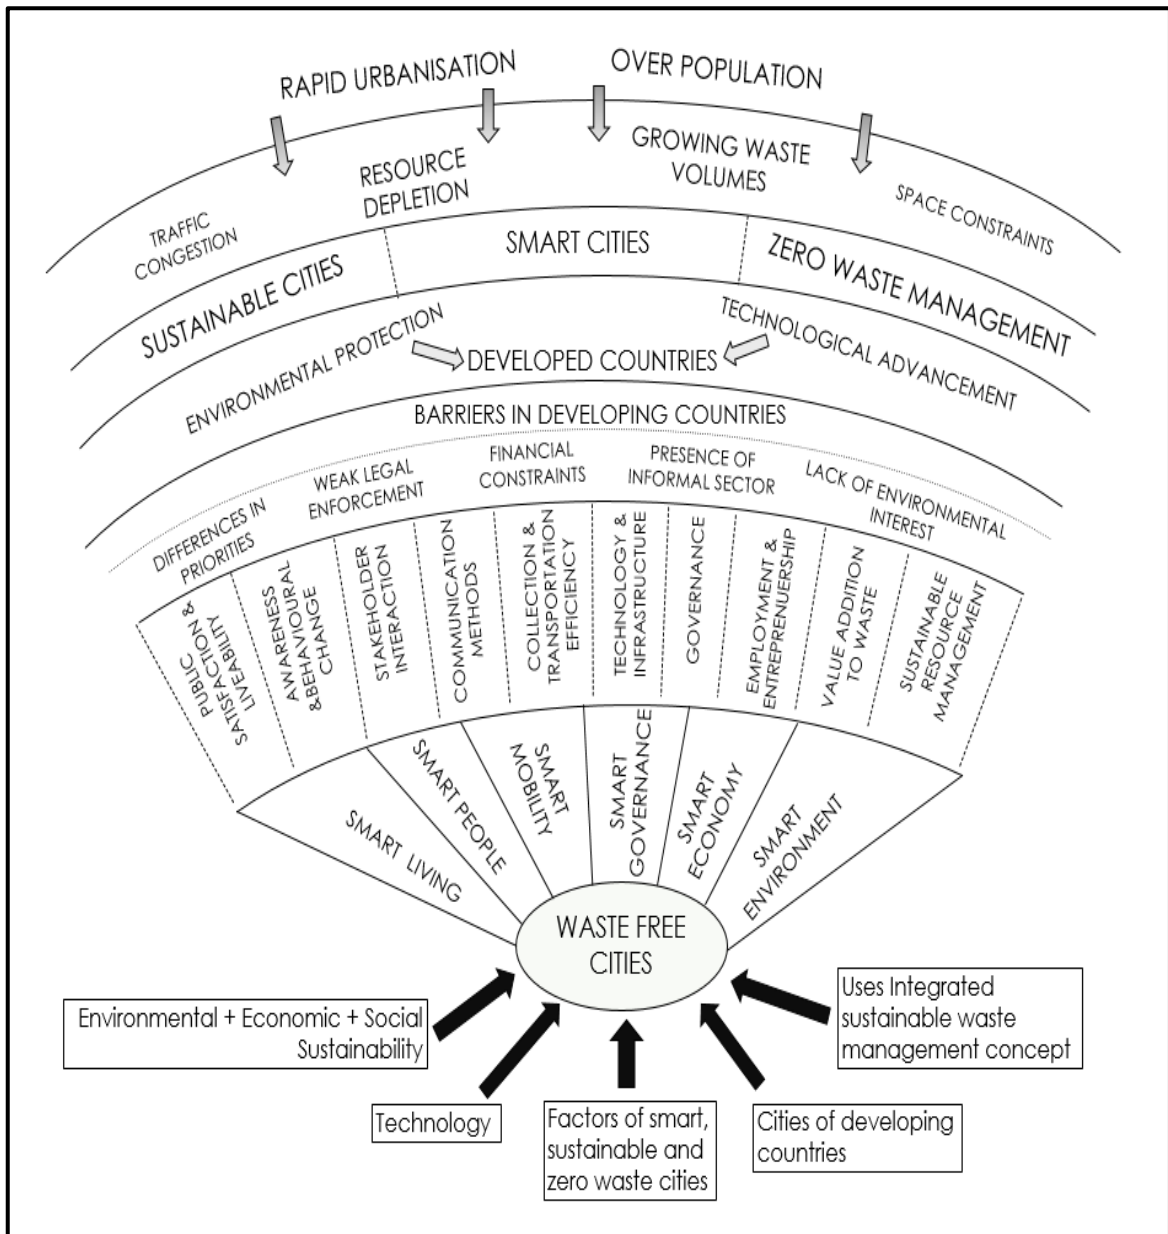 RAPID URBANISATION
OVER POPULATION
TRAFFIC
CONGESTION
RESOURCE
DEPLETION
GROWING WASTE
VOLUMES
SPACE CONSTRAINTS
SUSTAINABLE CITIES
SMART CITIES
ZERO WASTE MANAGEMENT
ENVIRONMENTAL PROTECTION
DEVELOPED COUNTRIES
TECHNOLOGICAL ADVANCEMENT
BARRIERS IN DEVELOPING COUNTRIES
DIFFERENCES IN
PRIORITIES
WEAK LEGAL
ENFORCEMENT
FINANCIAL
CONSTRAINTS
PRESENCE OF
INFORMAL SECTOR
LACK OF ENVIRONMENTAL
INTEREST
PUBLIC
SATISFACTION &
LIVEABILITY
AWARENESS
&BEHAVIOURAL
CHANGE
STAKEHOLDER
INTERACTION
COMMUNICATION
METHODS
COLLECTION &
TRANSPORTATION
EFFICIENCY
TECHNOLOGY &
INFRASTRUCTURE
GOVERNANCE
EMPLOYMENT &
ENTREPRENUERSHIP
VALUE ADDITION
TO WASTE
SUSTAINABLE
RESOURCE
MANAGEMENT
SMART LIVING
SMART PEOPLE
SMART
MOBILITY
SMART
GOVERNANCE
SMART
ECONOMY
SMART
ENVIRONMENT
WASTE FREE
CITIES
Environmental + Economic + Social
Sustainability
Technology
Factors of smart,
sustainable and
zero waste cities
Cities of developing
countries
Uses Integrated
sustainable waste
management concept